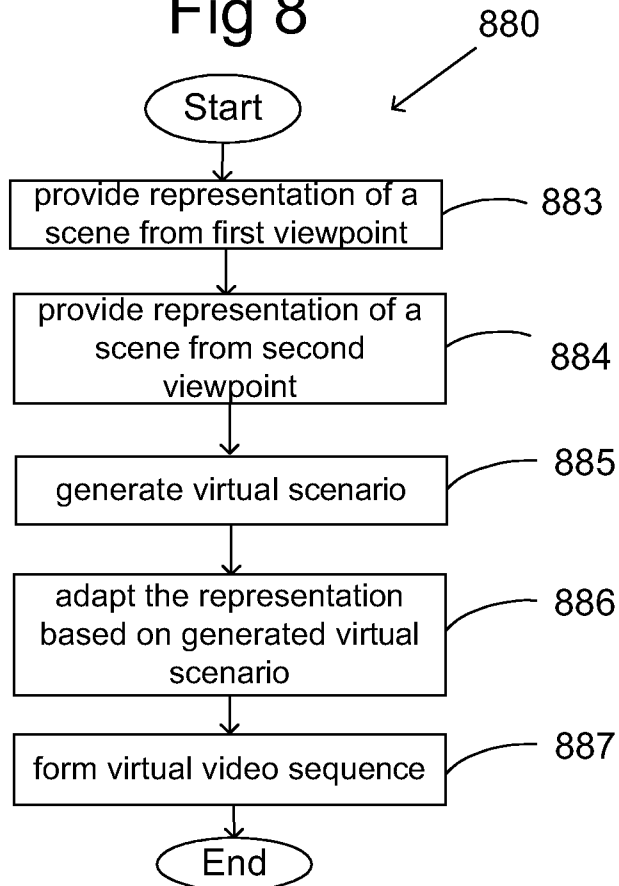 Fig 8
880
Start
provide representation of a
scene from first viewpoint
883
provide representation of a
scene from second
viewpoint
884
generate virtual scenario
885
adapt the representation
based on generated virtual
scenario
886
form virtual video sequence
887
End